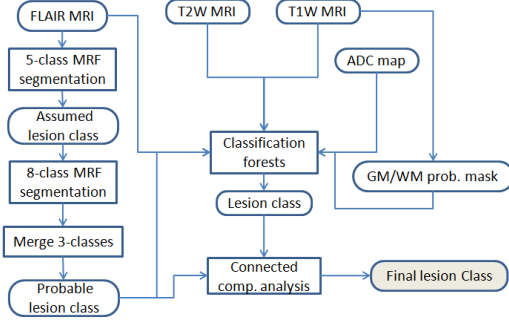 FLAIR MRI
T2W MRI
T1W MRI
5-class MRF
segmentation
ADC map
Assumed
lesion class
Classification
forests
8-class MRF
segmentation
GM/WM prob. mask
Lesion class
Merge 3-classes
Probable
lesion class
Connected
comp. analysis
Final lesion Class